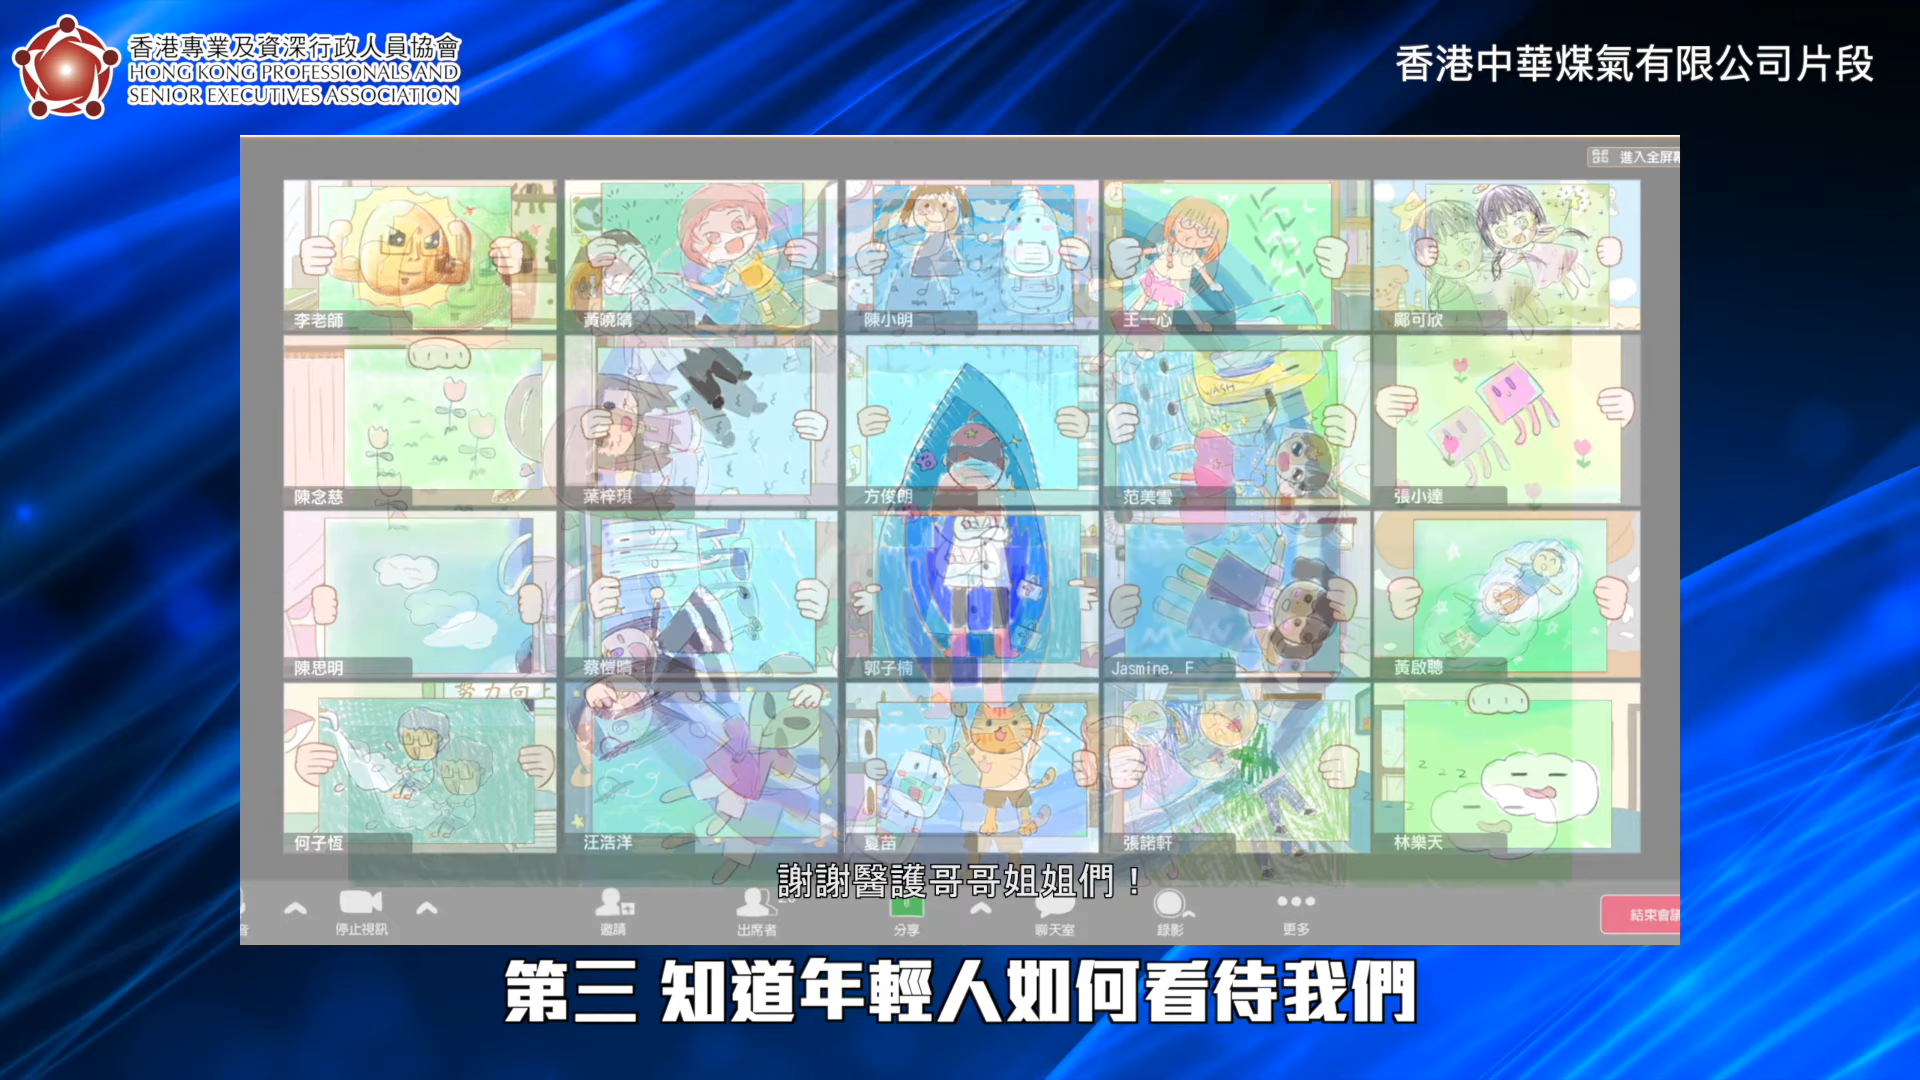 香港專業及資深行政人員協會
HONG KONG PROFESSIONALS AND
SENIOR EXECUTIVES ASSOCIATION
香港中華煤氣有限公司片段
進入全屏幕
李老師
黃曉晴
陳小明
王一心
鄺可欣
WASH
陳念慈
葉梓琪
方俊朗
范美雪
張小達
陳思明
蔡愷晴
郭子楠
Jasmine. F
黃啟聰
努力向上
z z z
何子恆
汪浩洋
夏苗
張諾軒
林樂天
謝謝醫護哥哥姐姐們！
音
停止視訊
邀請
出席者
分享
聊天室
錄影
更多
結束會議
第三 知道年輕人如何看待我們